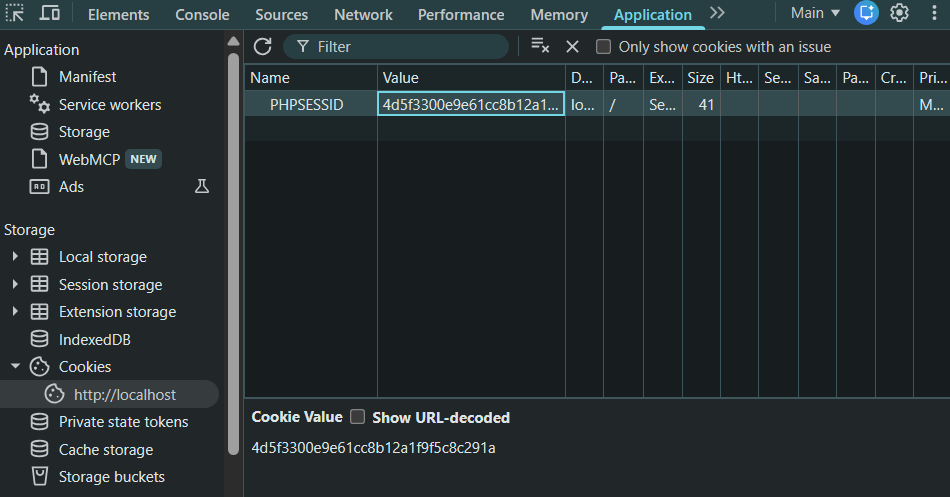 Elements Console Sources Network Performance Memory Application Main
Application
Manifest
Service workers
Storage
WebMCP NEW
Ads
Storage
Local storage
Session storage
Extension storage
IndexedDB
Cookies
http://localhost
Private state tokens
Cache storage
Storage buckets
Filter Only show cookies with an issue
Name Value D... Pa... Ex... Size Ht... Se... Sa... Pa... Cr... Pri...
PHPSESSID 4d5f3300e9e61cc8b12a1... lo... / Se... 41 M...
Cookie Value Show URL-decoded
4d5f3300e9e61cc8b12a1f9f5c8c291a